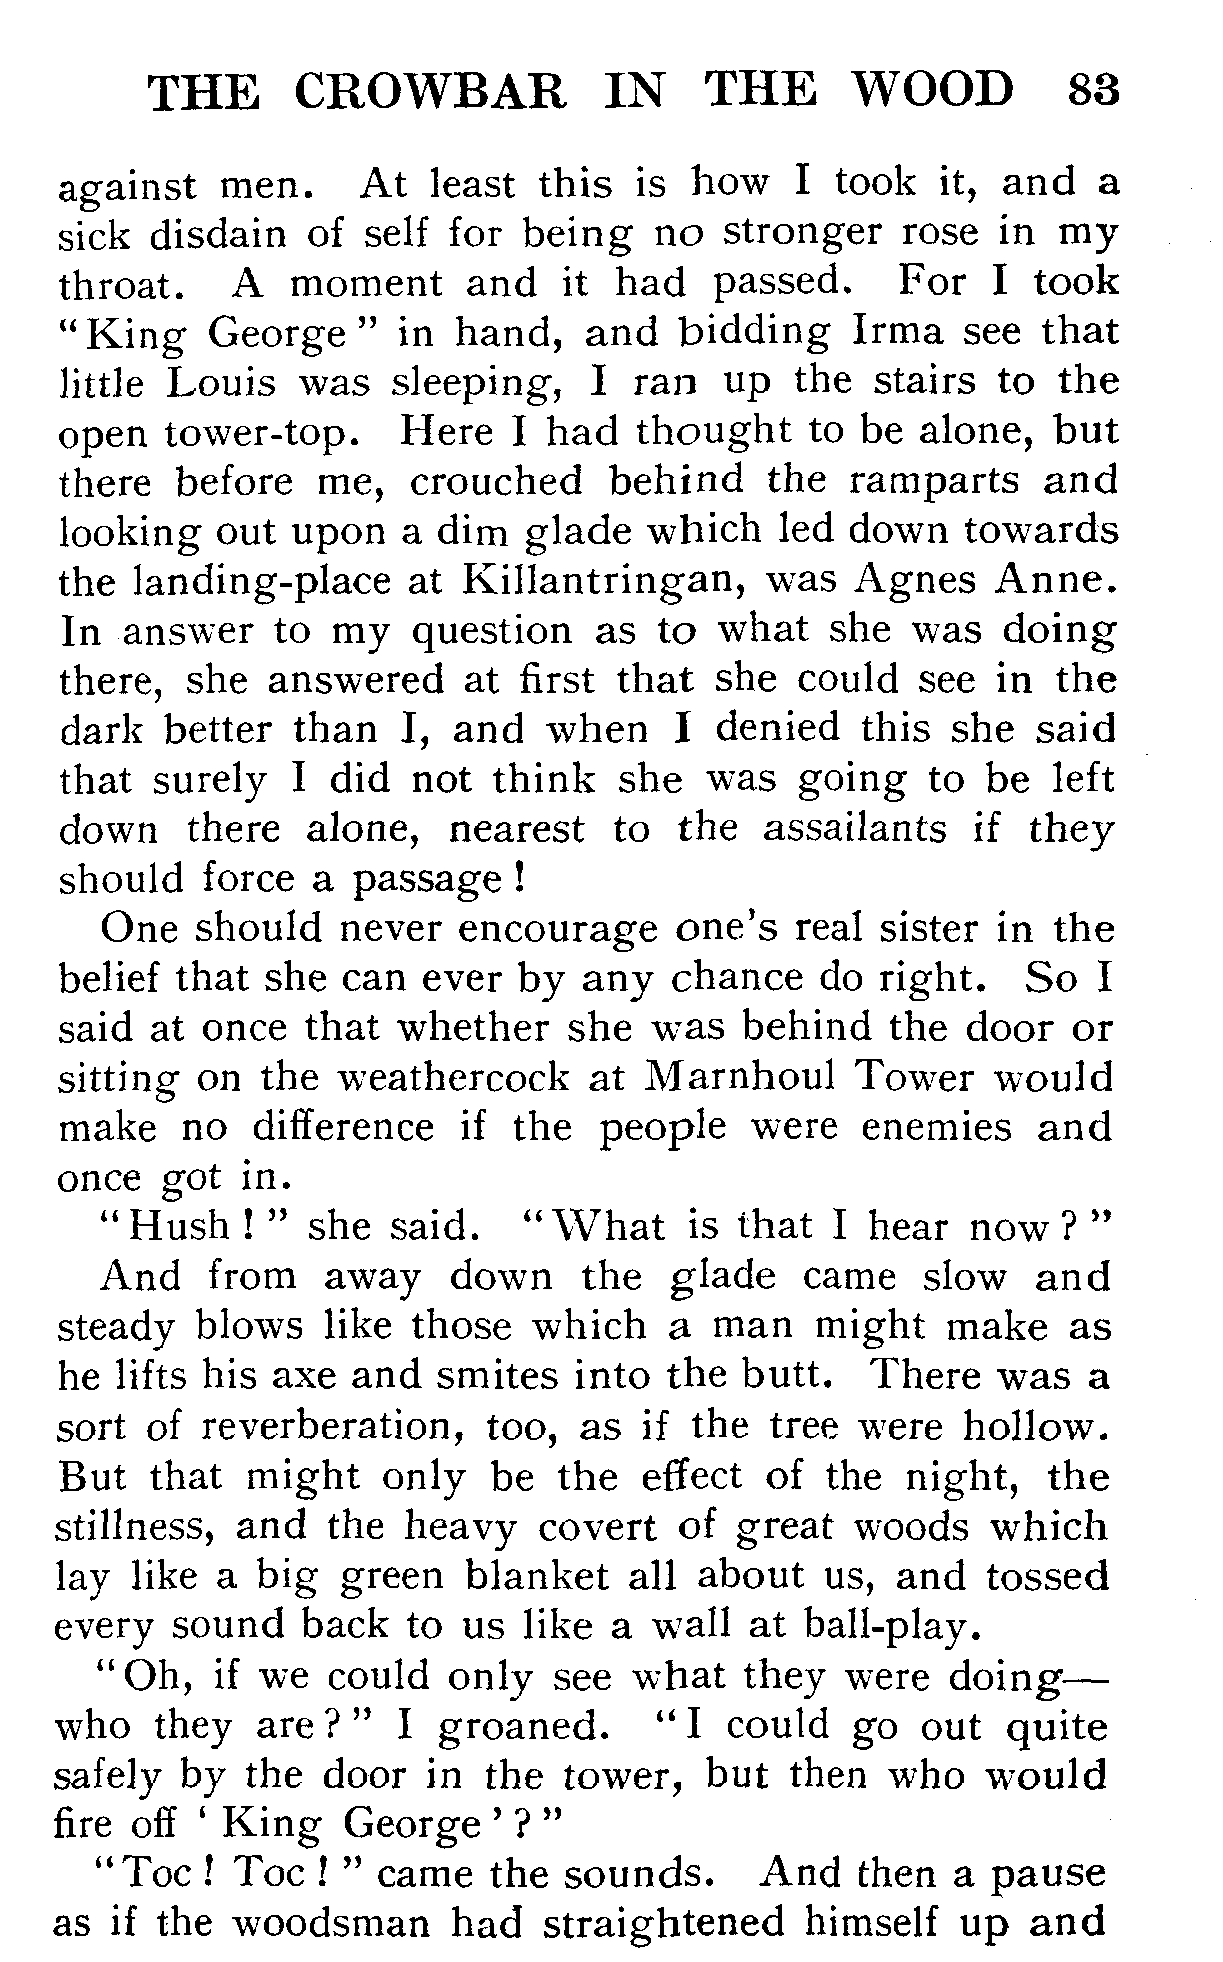 THE CROWBAR IN THE WOOD 83
against men. At least this is how I took it, and a
sick disdain of self for being no stronger rose in my
throat. A moment and it had passed. For I took
“King George” in hand, and bidding Irma see that
little Louis was sleeping, I ran up the stairs to the
open tower-top. Here I had thought to be alone, but
there before me, crouched behind the ramparts and
looking out upon a dim glade which led down towards
the landing-place at Killantringan, was Agnes Anne.
In answer to my question as to what she was doing
there, she answered at first that she could see in the
dark better than I, and when I denied this she said
that surely I did not think she was going to be left
down there alone, nearest to the assailants if they
should force a passage!
One should never encourage one's real sister in the
belief that she can ever by any chance do right. So I
said at once that whether she was behind the door or
sitting on the weathercock at Marnhoul Tower would
make no difference if the people were enemies and
once got in.
“Hush!” she said. “What is that I hear now?”
And from away down the glade came slow and
steady blows like those which a man might make as
he lifts his axe and smites into the butt. There was a
sort of reverberation, too, as if the tree were hollow.
But that might only be the effect of the night, the
stillness, and the heavy covert of great woods which
lay like a big green blanket all about us, and tossed
every sound back to us like a wall at ball-play.
“Oh, if we could only see what they were doing—
who they are?” I groaned. “I could go out quite
safely by the door in the tower, but then who would
fire off ‘King George’?”
“Toc! Toc!” came the sounds. And then a pause
as if the woodsman had straightened himself up and